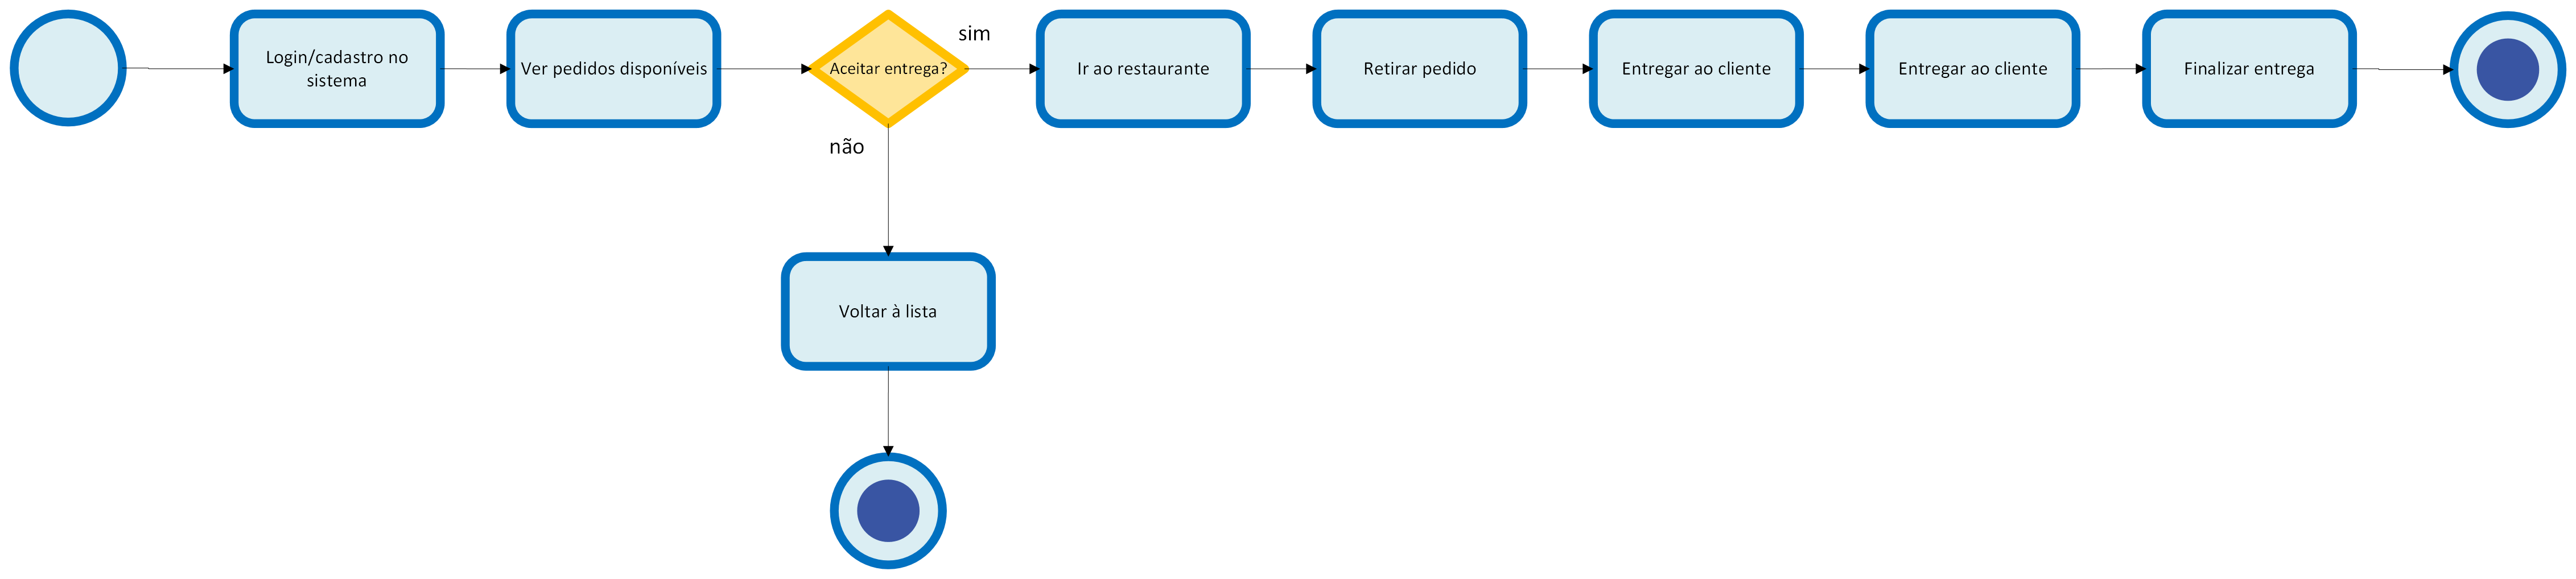 Login/cadastro no
sistema
Ver pedidos disponíveis
Aceitar entrega?
sim
Ir ao restaurante
Retirar pedido
Entregar ao cliente
Entregar ao cliente
Finalizar entrega
não
Voltar à lista